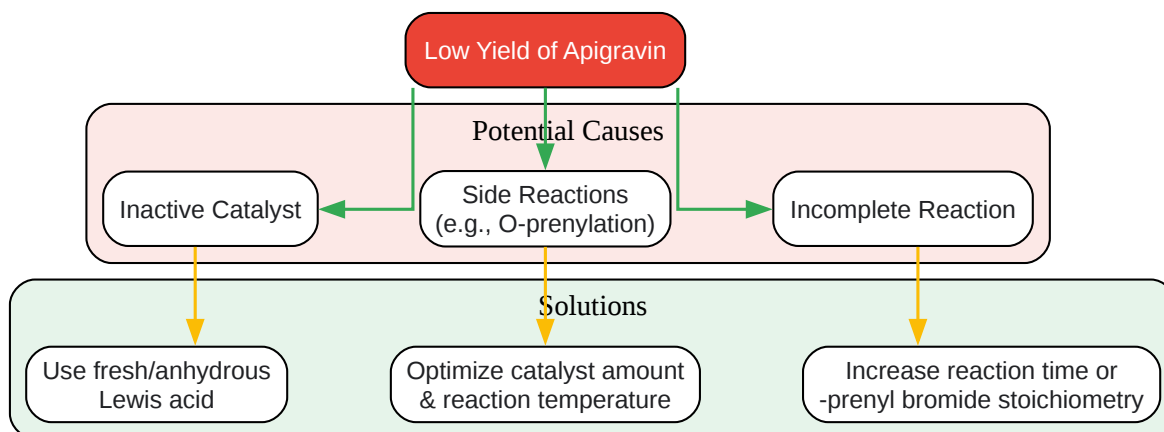 Low Yield of Apigravin
Potential Causes
Inactive Catalyst
Side Reactions
(e.g., O-prenylation)
Incomplete Reaction
Solutions
Use fresh/anhydrous
Lewis acid
Optimize catalyst amount
& reaction temperature
Increase reaction time or
-prenyl bromide stoichiometry